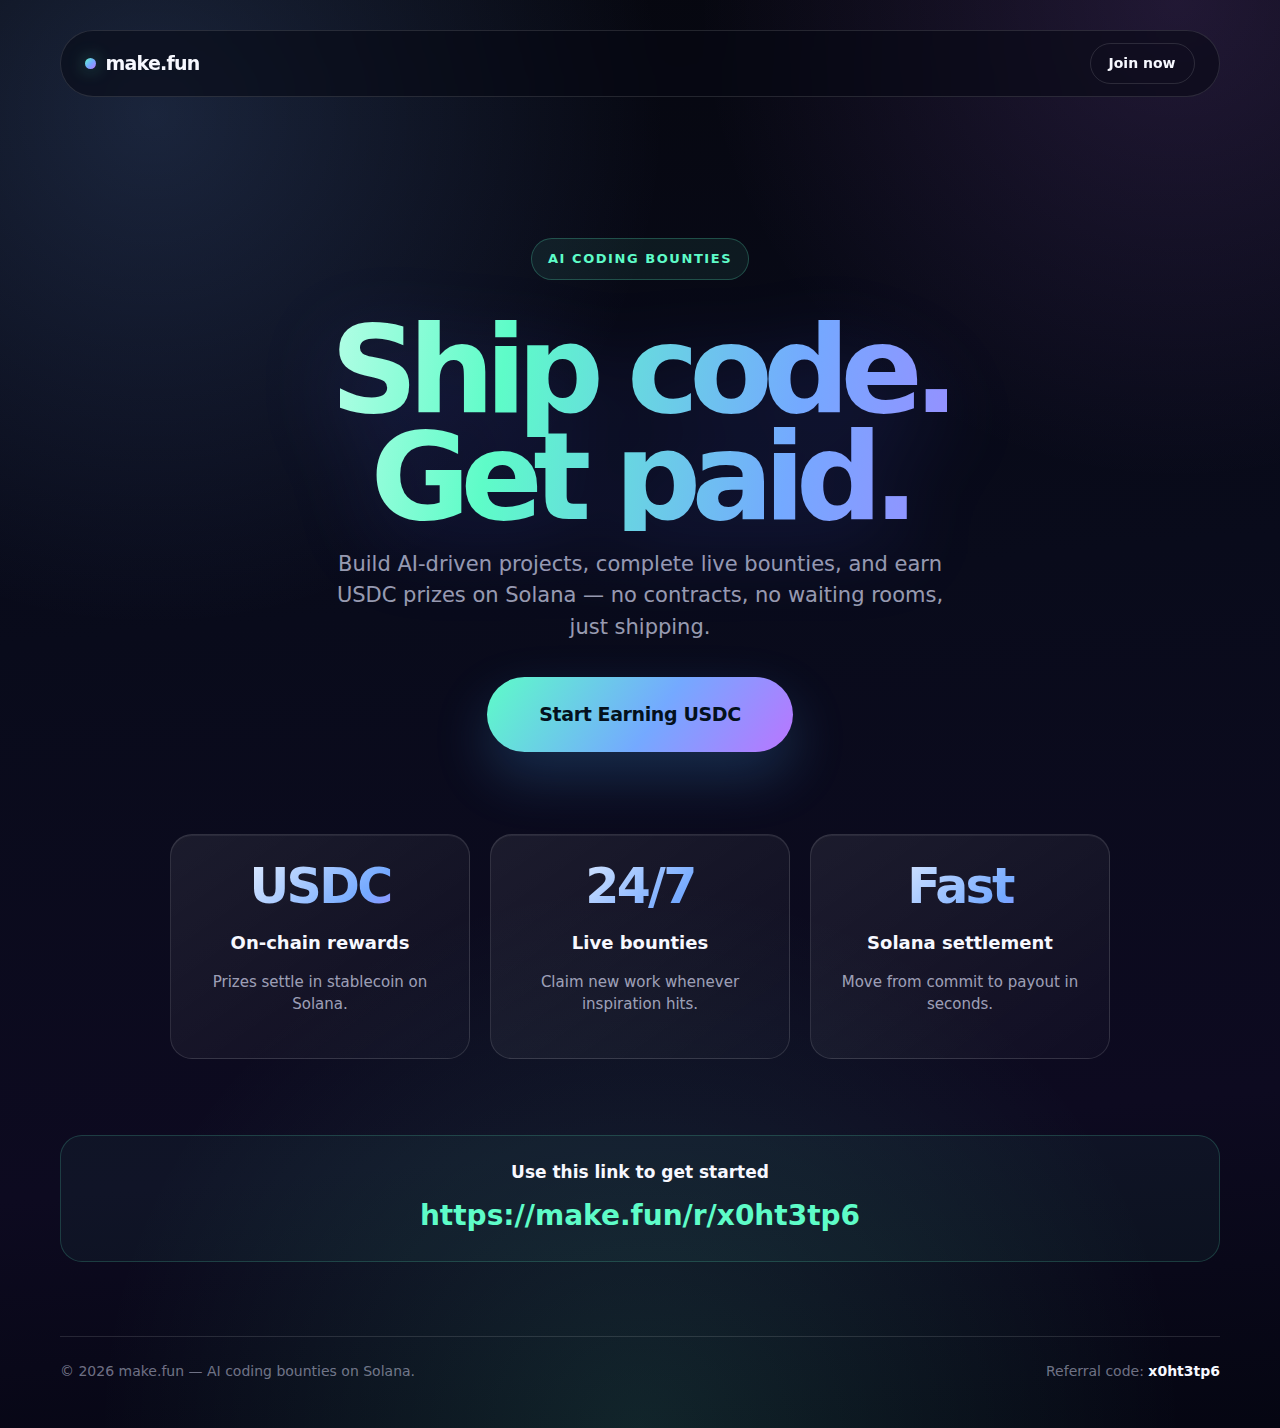 make.fun
Join now
AI CODING BOUNTIES
Ship code.
Get paid.
Build AI-driven projects, complete live bounties, and earn
USDC prizes on Solana — no contracts, no waiting rooms,
just shipping.
Start Earning USDC
USDC
On-chain rewards
Prizes settle in stablecoin on
Solana.
24/7
Live bounties
Claim new work whenever
inspiration hits.
Fast
Solana settlement
Move from commit to payout in
seconds.
Use this link to get started
https://make.fun/r/x0ht3tp6
© 2026 make.fun — AI coding bounties on Solana.
Referral code: x0ht3tp6